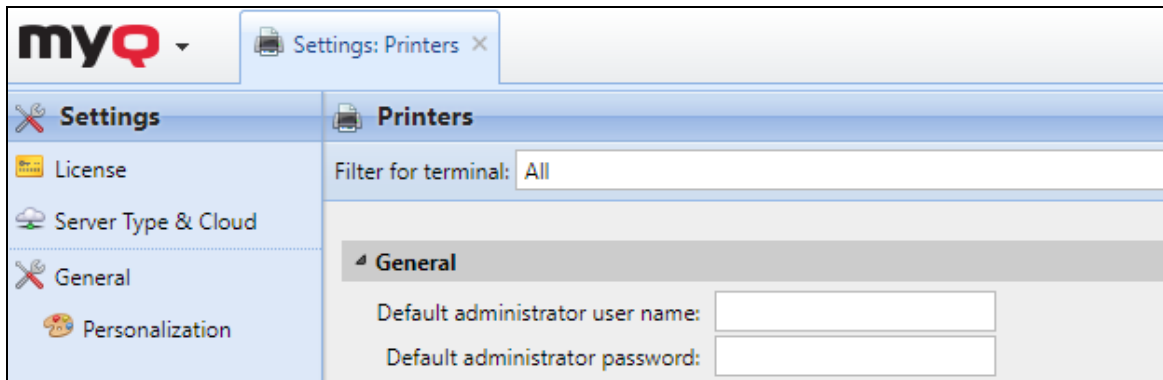 myQ
Settings: Printers
Settings
Printers
License
Filter for terminal: All
Server Type & Cloud
General
General
Default administrator user name:
Personalization
Default administrator password: